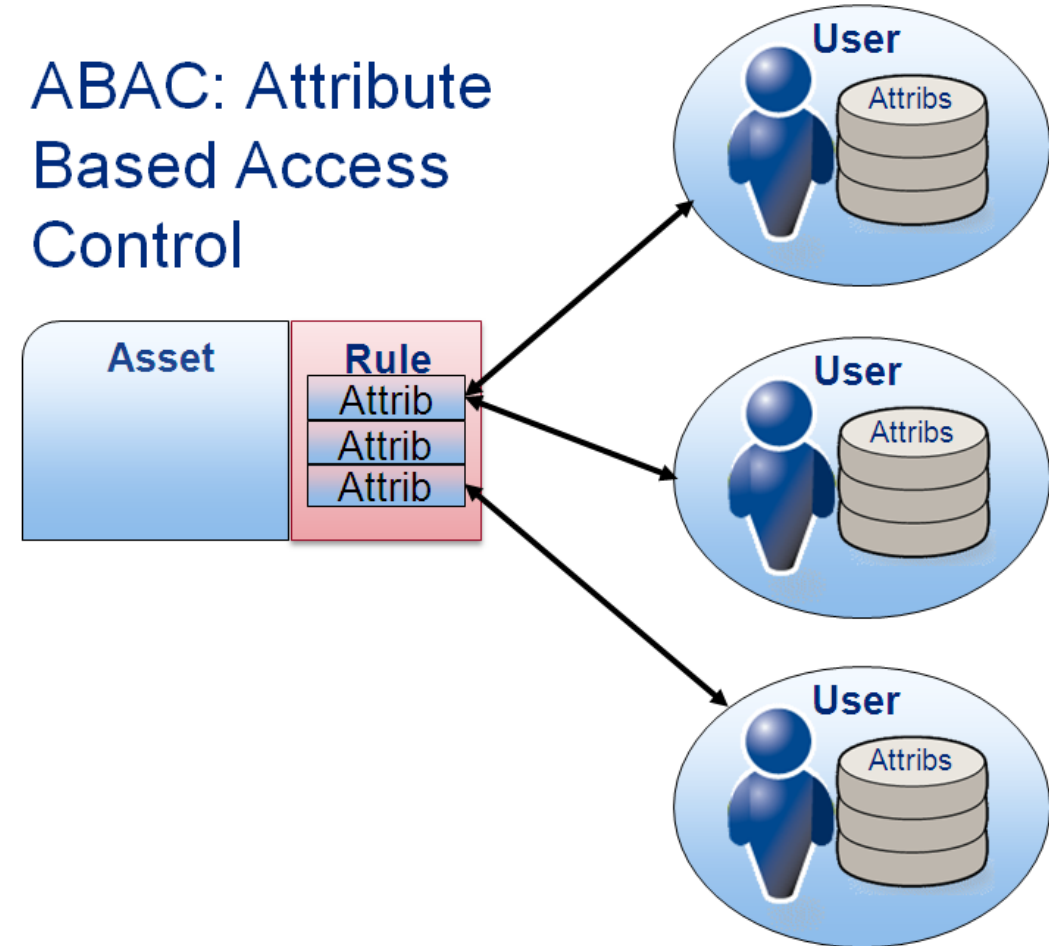 ABAC: Attribute
Based Access
Control
Asset
Rule
Attrib
Attrib
Attrib
User
Attribs
User
Attribs
User
Attribs